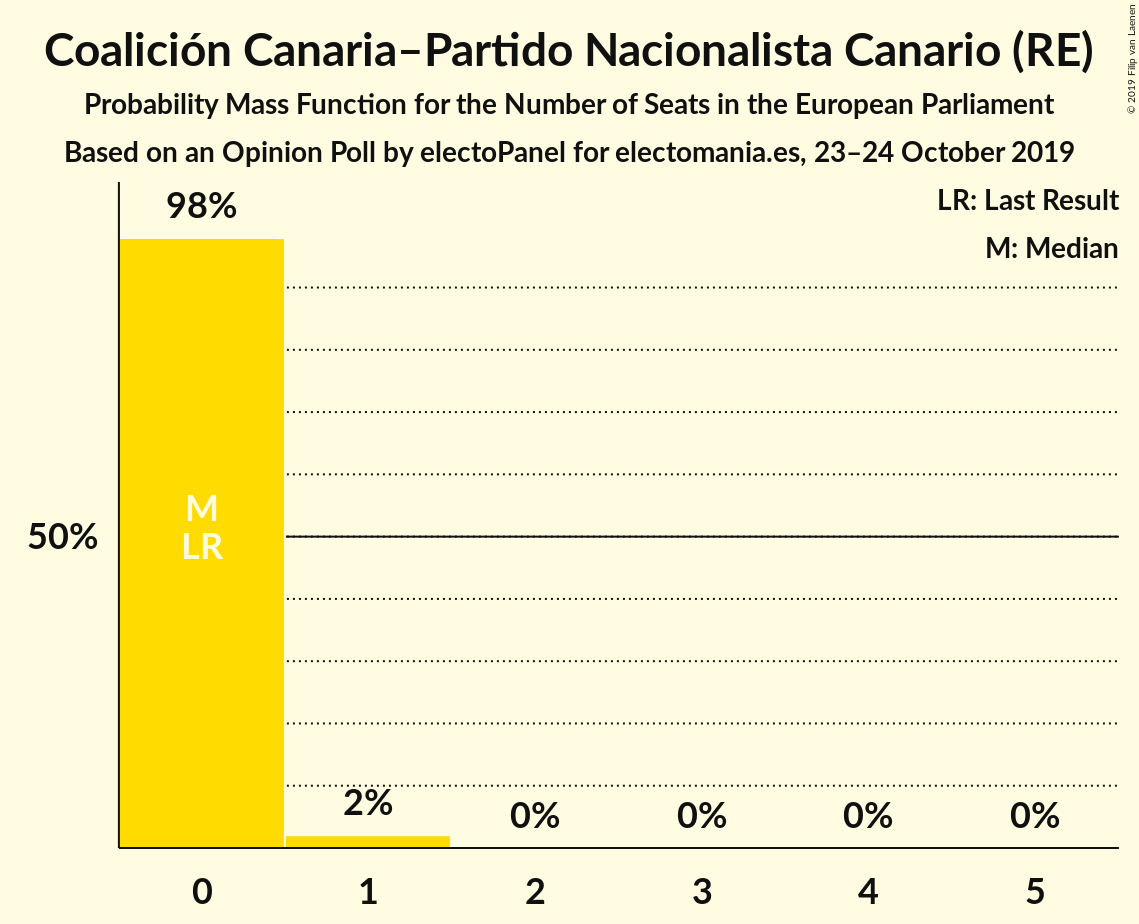 Coalición Canaria–Partido Nacionalista Canario (RE)
Probability Mass Function for the Number of Seats in the European Parliament
Based on an Opinion Poll by electoPanel for electomania.es, 23–24 October 2019
© 2019 Filip van Laenen
LR: Last Result
M: Median
98%
M
LR
50%
2%
0%
0%
0%
0%
0
1
2
3
4
5